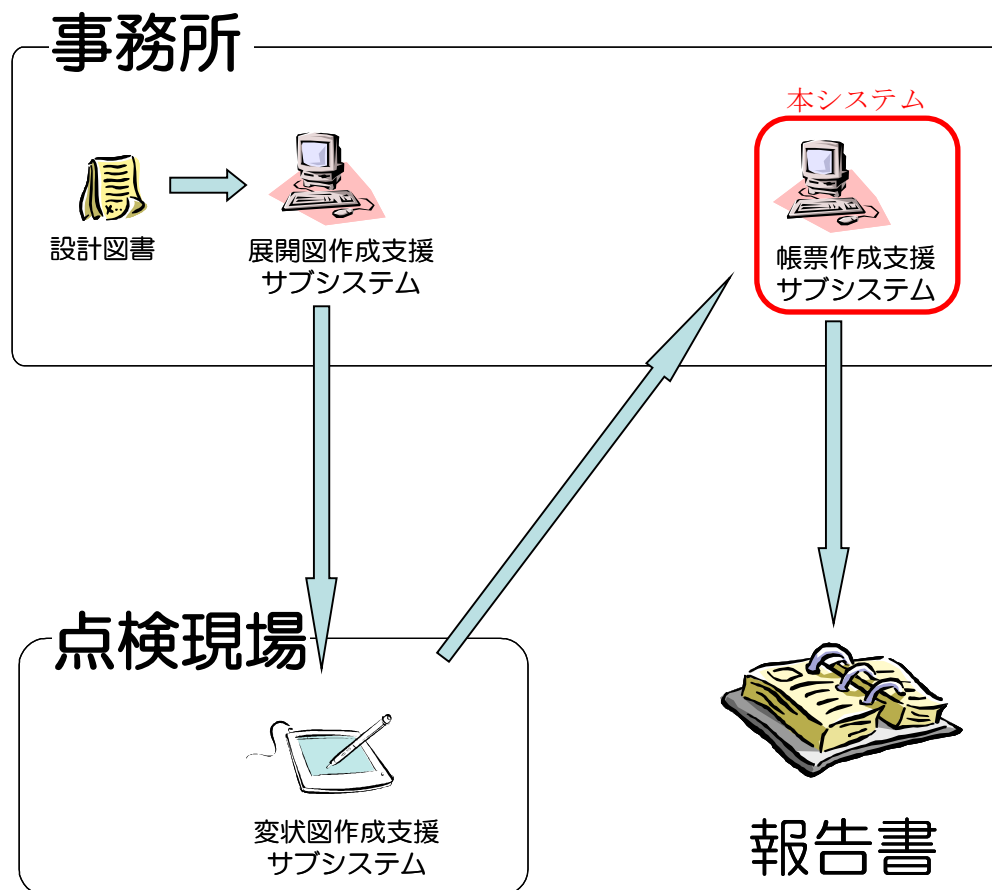 事務所
本システム
設計図書
展開図作成支援
サブシステム
帳票作成支援
サブシステム
点検現場
変状図作成支援
サブシステム
報告書